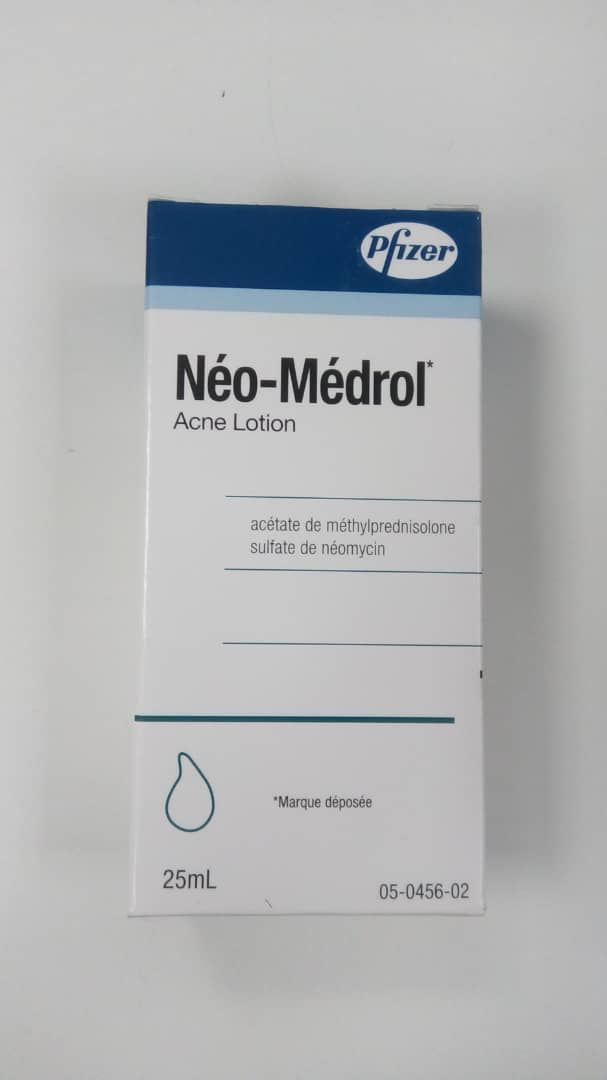 Pfizer
Néo-Médrol*
Acne Lotion
acétate de méthylprednisolone
sulfate de néomycin
*Marque déposée
25mL
05-0456-02